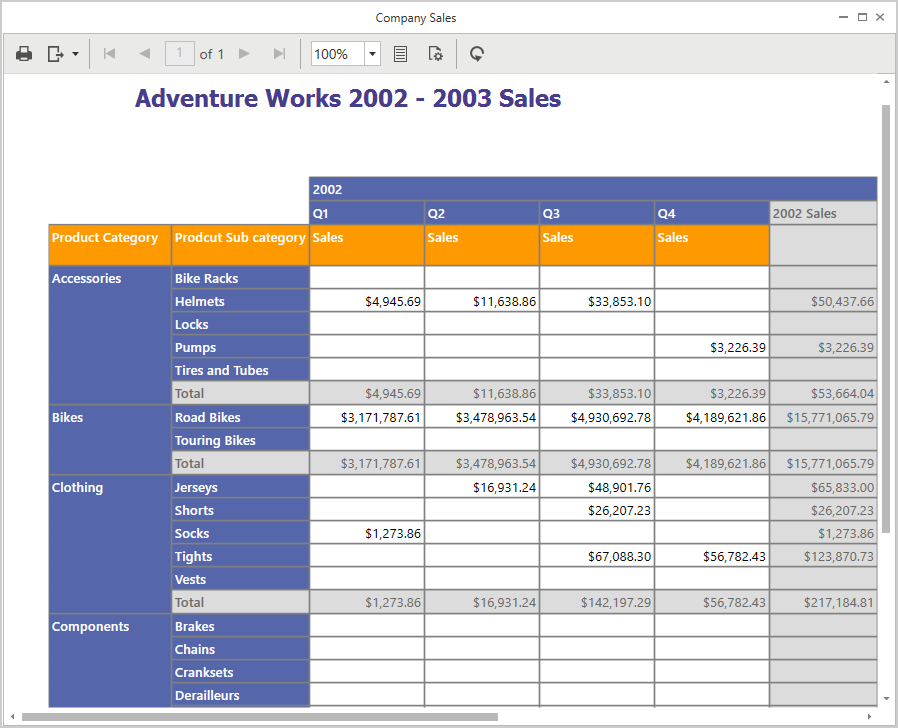 Company Sales
1 of 1 100%
Adventure Works 2002 - 2003 Sales
2002
Q1 Q2 Q3 Q4 2002 Sales
Product Category Prodcut Sub category Sales Sales Sales Sales
Accessories Bike Racks
Helmets $4,945.69 $11,638.86 $33,853.10 $50,437.66
Locks
Pumps $3,226.39 $3,226.39
Tires and Tubes
Total $4,945.69 $11,638.86 $33,853.10 $3,226.39 $53,664.04
Bikes Road Bikes $3,171,787.61 $3,478,963.54 $4,930,692.78 $4,189,621.86 $15,771,065.79
Touring Bikes
Total $3,171,787.61 $3,478,963.54 $4,930,692.78 $4,189,621.86 $15,771,065.79
Clothing Jerseys $16,931.24 $48,901.76 $65,833.00
Shorts $26,207.23 $26,207.23
Socks $1,273.86 $1,273.86
Tights $67,088.30 $56,782.43 $123,870.73
Vests
Total $1,273.86 $16,931.24 $142,197.29 $56,782.43 $217,184.81
Components Brakes
Chains
Cranksets
Derailleurs